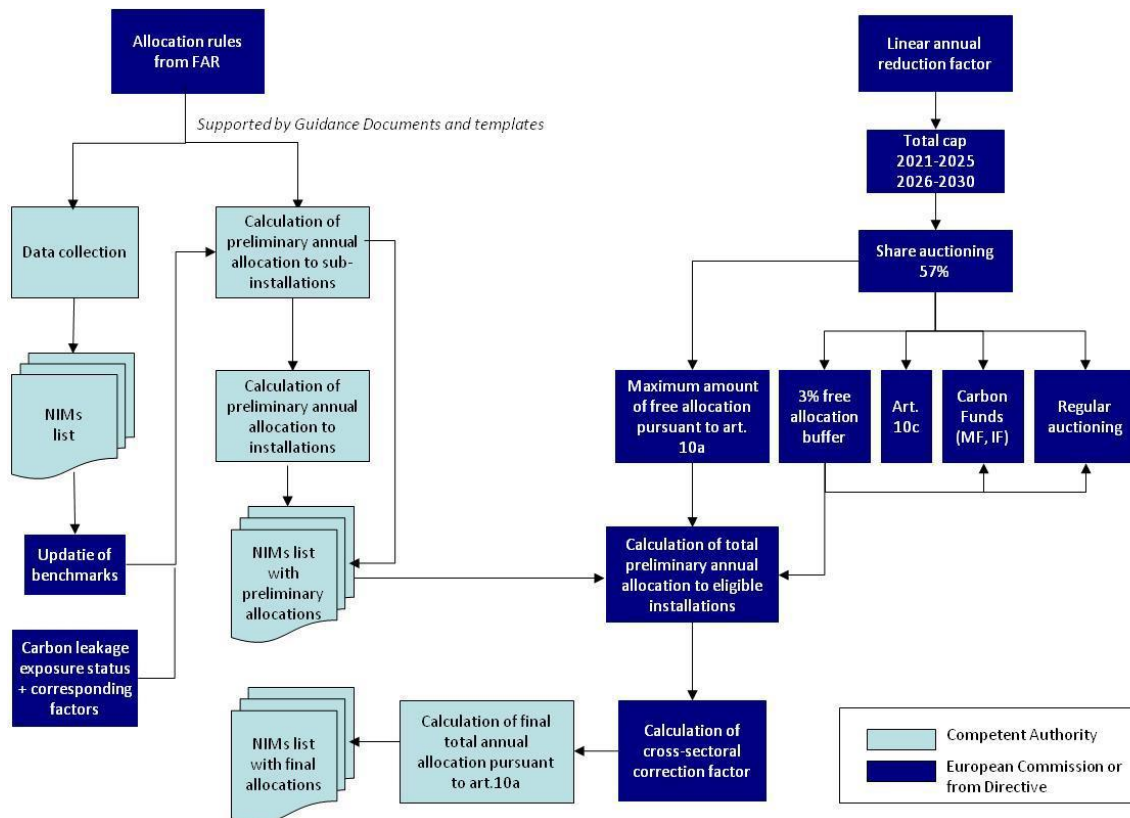 Allocation rules
from FAR
Linear annual
reduction factor
Supported by Guidance Documents and templates
Total cap
2021-2025
2026-2030
Data collection
Calculation of
preliminary annual
allocation to sub-
installations
Share auctioning
57%
NIMs
list
Calculation of
preliminary annual
allocation to
installations
Maximum amount
of free allocation
pursuant to art.
10a
3% free
allocation
buffer
Art.
10c
Carbon
Funds
(MF, IF)
Regular
auctioning
Updatie of
benchmarks
NIMs list
with
preliminary
allocations
Calculation of total
preliminary annual
allocation to eligible
installations
Carbon leakage
exposure status
+ corresponding
factors
NIMs list
with final
allocations
Calculation of final
total annual
allocation pursuant
to art.10a
Calculation of
cross-sectoral
correction factor
Competent Authority
European Commission or
from Directive